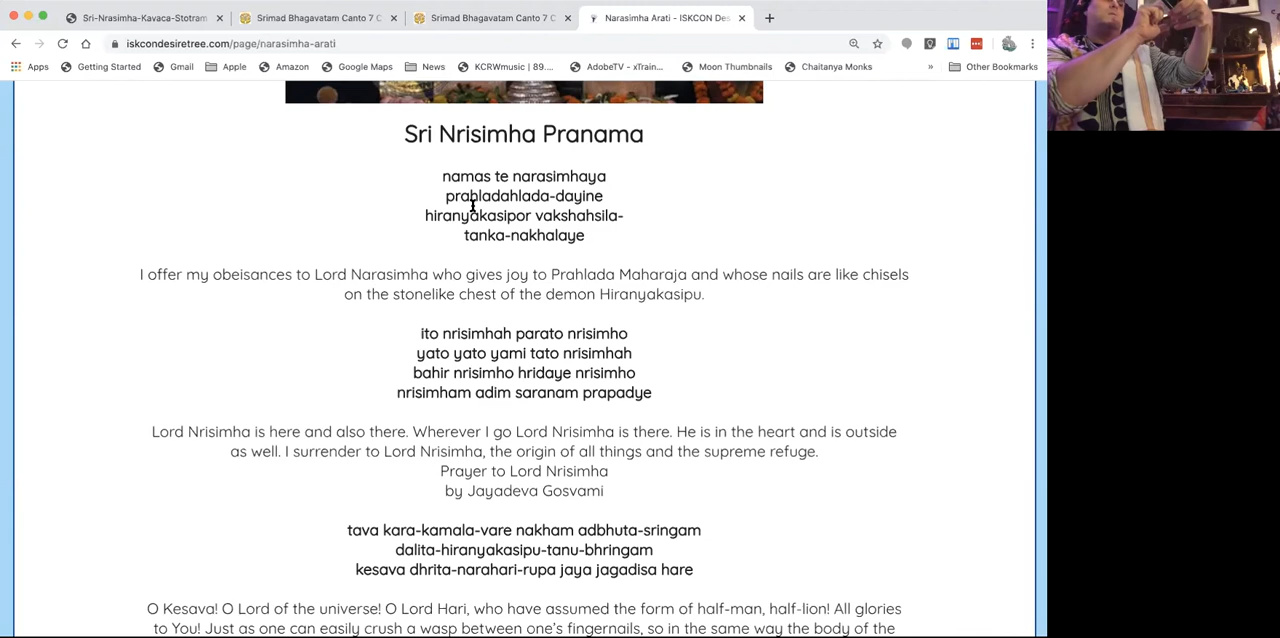 Sri-Nrasimha-Kavaca-Stotram
Srimad Bhagavatam Canto 7 C
Srimad Bhagavatam Canto 7 C
Narasimha Arati - ISKCON Des
iskcondesiretree.com/page/narasimha-arati
Apps Getting Started Gmail Apple Amazon Google Maps News KCRWmusic | 89.... AdobeTV - xTrain... Moon Thumbnails Chaitanya Monks » Other Bookmarks
Sri Nrisimha Pranama
namas te narasimhaya
prahladahlada-dayine
hiranyakasipor vakshahsila-
tanka-nakhalaye
I offer my obeisances to Lord Narasimha who gives joy to Prahlada Maharaja and whose nails are like chisels
on the stonelike chest of the demon Hiranyakasipu.
ito nrisimhah parato nrisimho
yato yato yami tato nrisimhah
bahir nrisimho hridaye nrisimho
nrisimham adim saranam prapadye
Lord Nrisimha is here and also there. Wherever I go Lord Nrisimha is there. He is in the heart and is outside
as well. I surrender to Lord Nrisimha, the origin of all things and the supreme refuge.
Prayer to Lord Nrisimha
by Jayadeva Gosvami
tava kara-kamala-vare nakham adbhuta-sringam
dalita-hiranyakasipu-tanu-bhringam
kesava dhrita-narahari-rupa jaya jagadisa hare
O Kesava! O Lord of the universe! O Lord Hari, who have assumed the form of half-man, half-lion! All glories
to You! Just as one can easily crush a wasp between one's fingernails, so in the same way the body of the